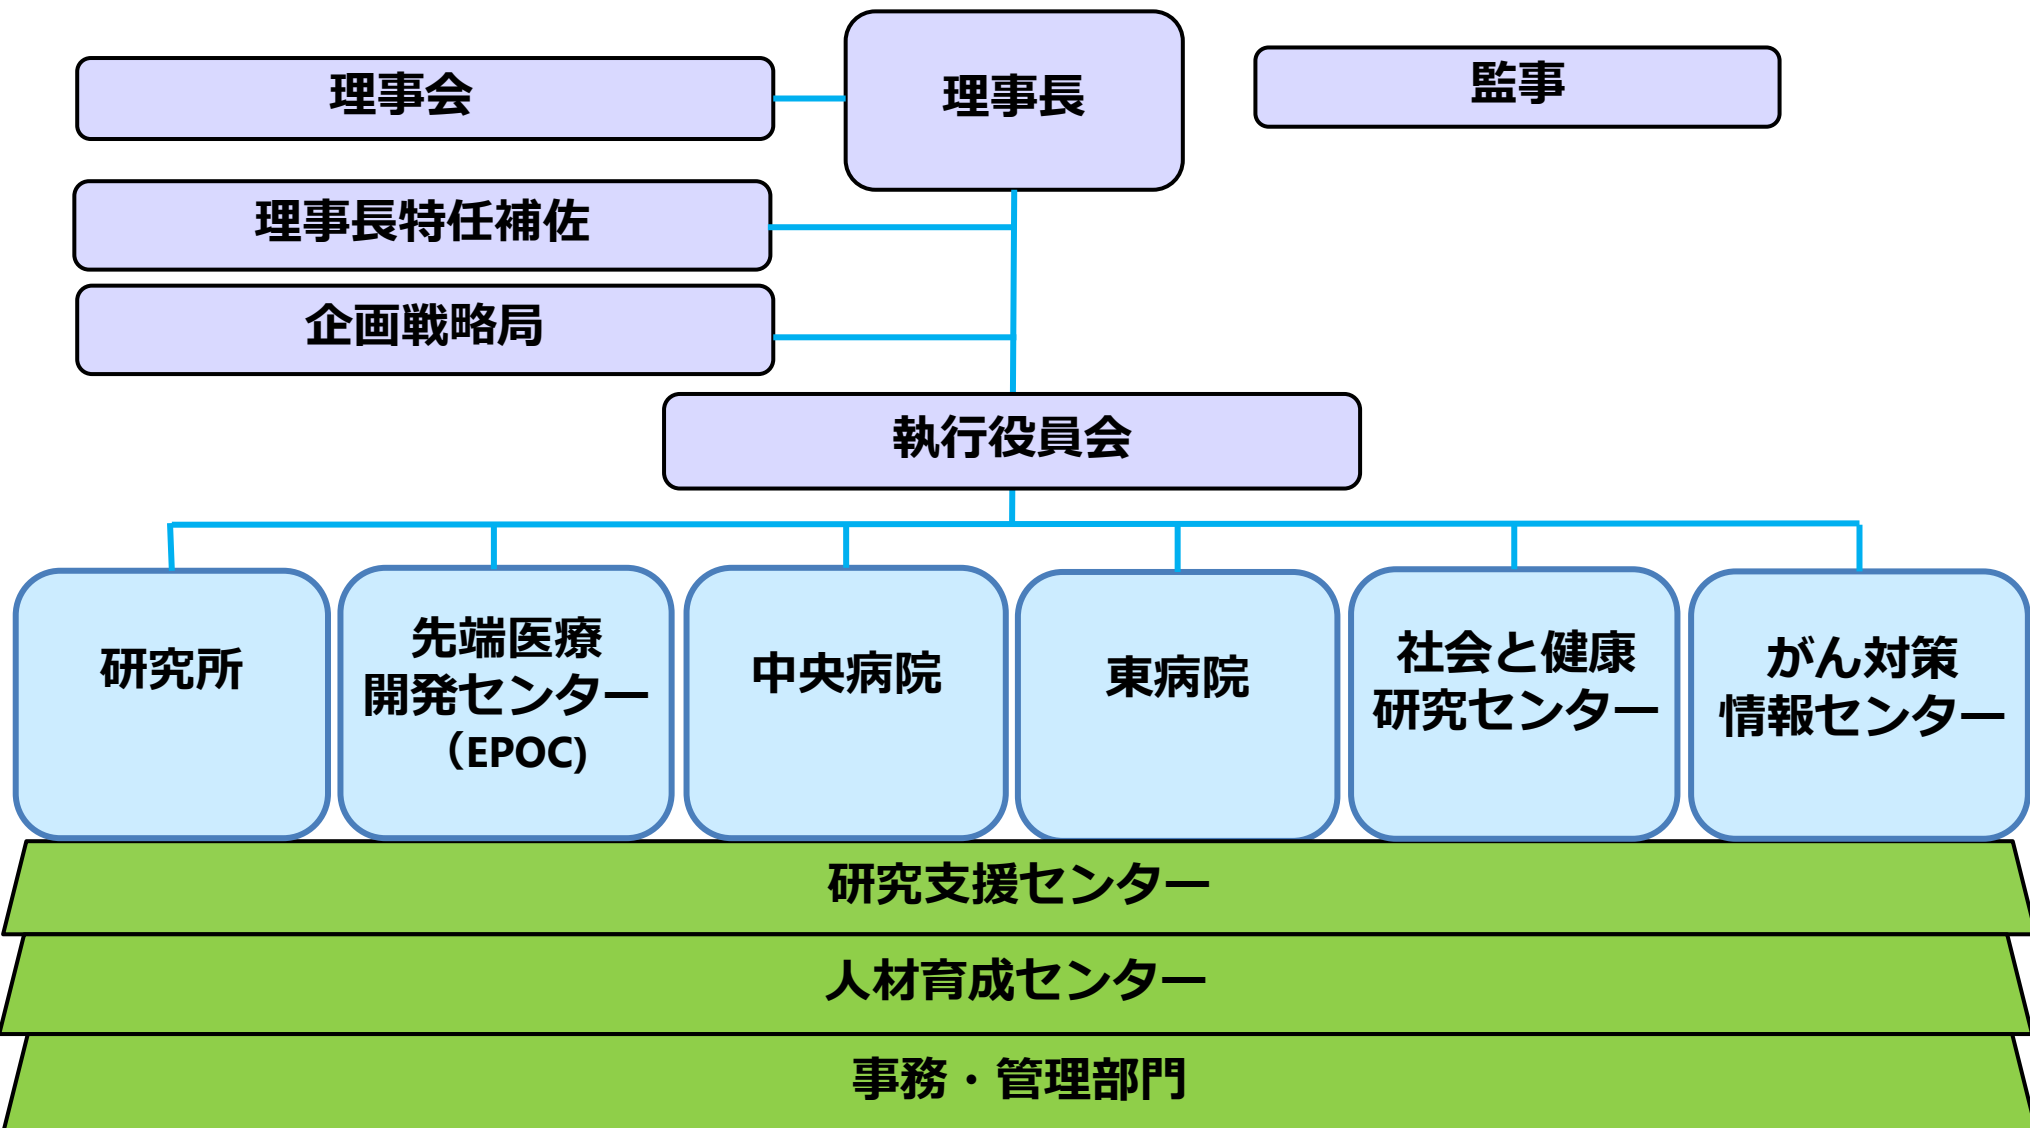 理事会
理事長
監事
理事長特任補佐
企画戦略局
執行役員会
研究所
先端医療
開発センター
（EPOC)
中央病院
東病院
社会と健康
研究センター
がん対策
情報センター
研究支援センター
人材育成センター
事務・管理部門